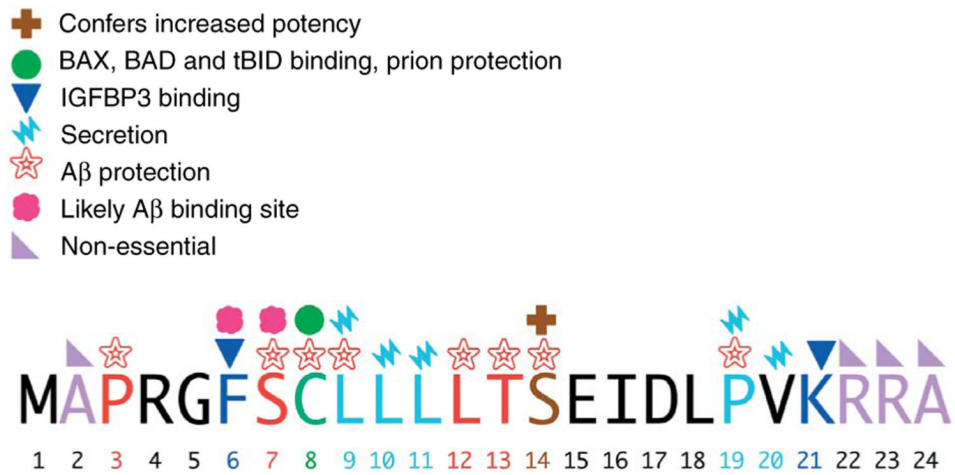 Confers increased potency
BAX, BAD and tBID binding, prion protection
IGFBP3 binding
Secretion
Aβ protection
Likely Aβ binding site
Non-essential
MAPRGFSCLLLLTSEIDLPVKRRA
1 2 3 4 5 6 7 8 9 10 11 12 13 14 15 16 17 18 19 20 21 22 23 24